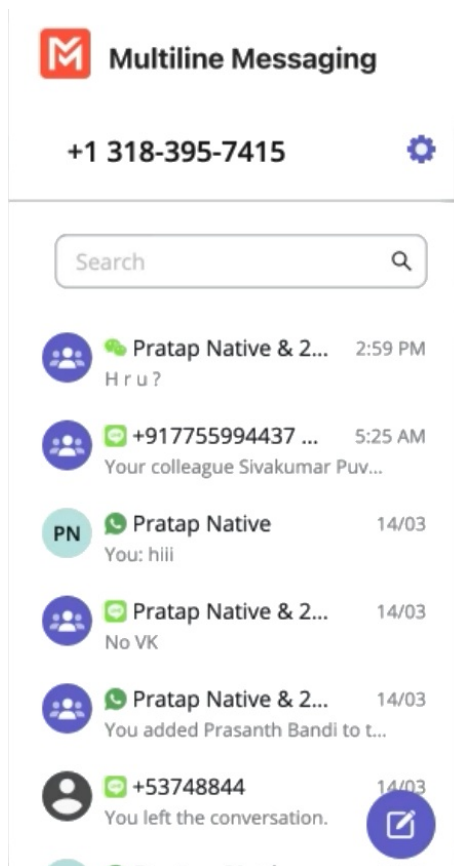 Multiline Messaging
+1 318-395-7415
Search
Pratap Native & 2... 2:59 PM
H r u ?
+917755994437 ... 5:25 AM
Your colleague Sivakumar Puv...
PN Pratap Native 14/03
You: hiii
Pratap Native & 2... 14/03
No VK
Pratap Native & 2... 14/03
You added Prasanth Bandi to t...
+53748844 14/03
You left the conversation.